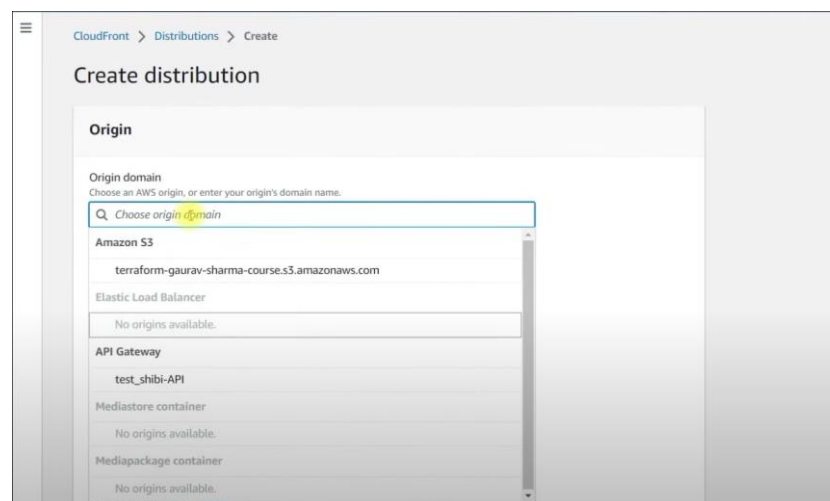 CloudFront > Distributions > Create
Create distribution
Origin
Origin domain
Choose an AWS origin, or enter your origin's domain name.
Choose origin domain
Amazon S3
terraform-gaurav-sharma-course.s3.amazonaws.com
Elastic Load Balancer
No origins available.
API Gateway
test_shibi-API
Mediastore container
No origins available.
Mediapackage container
No origins available.